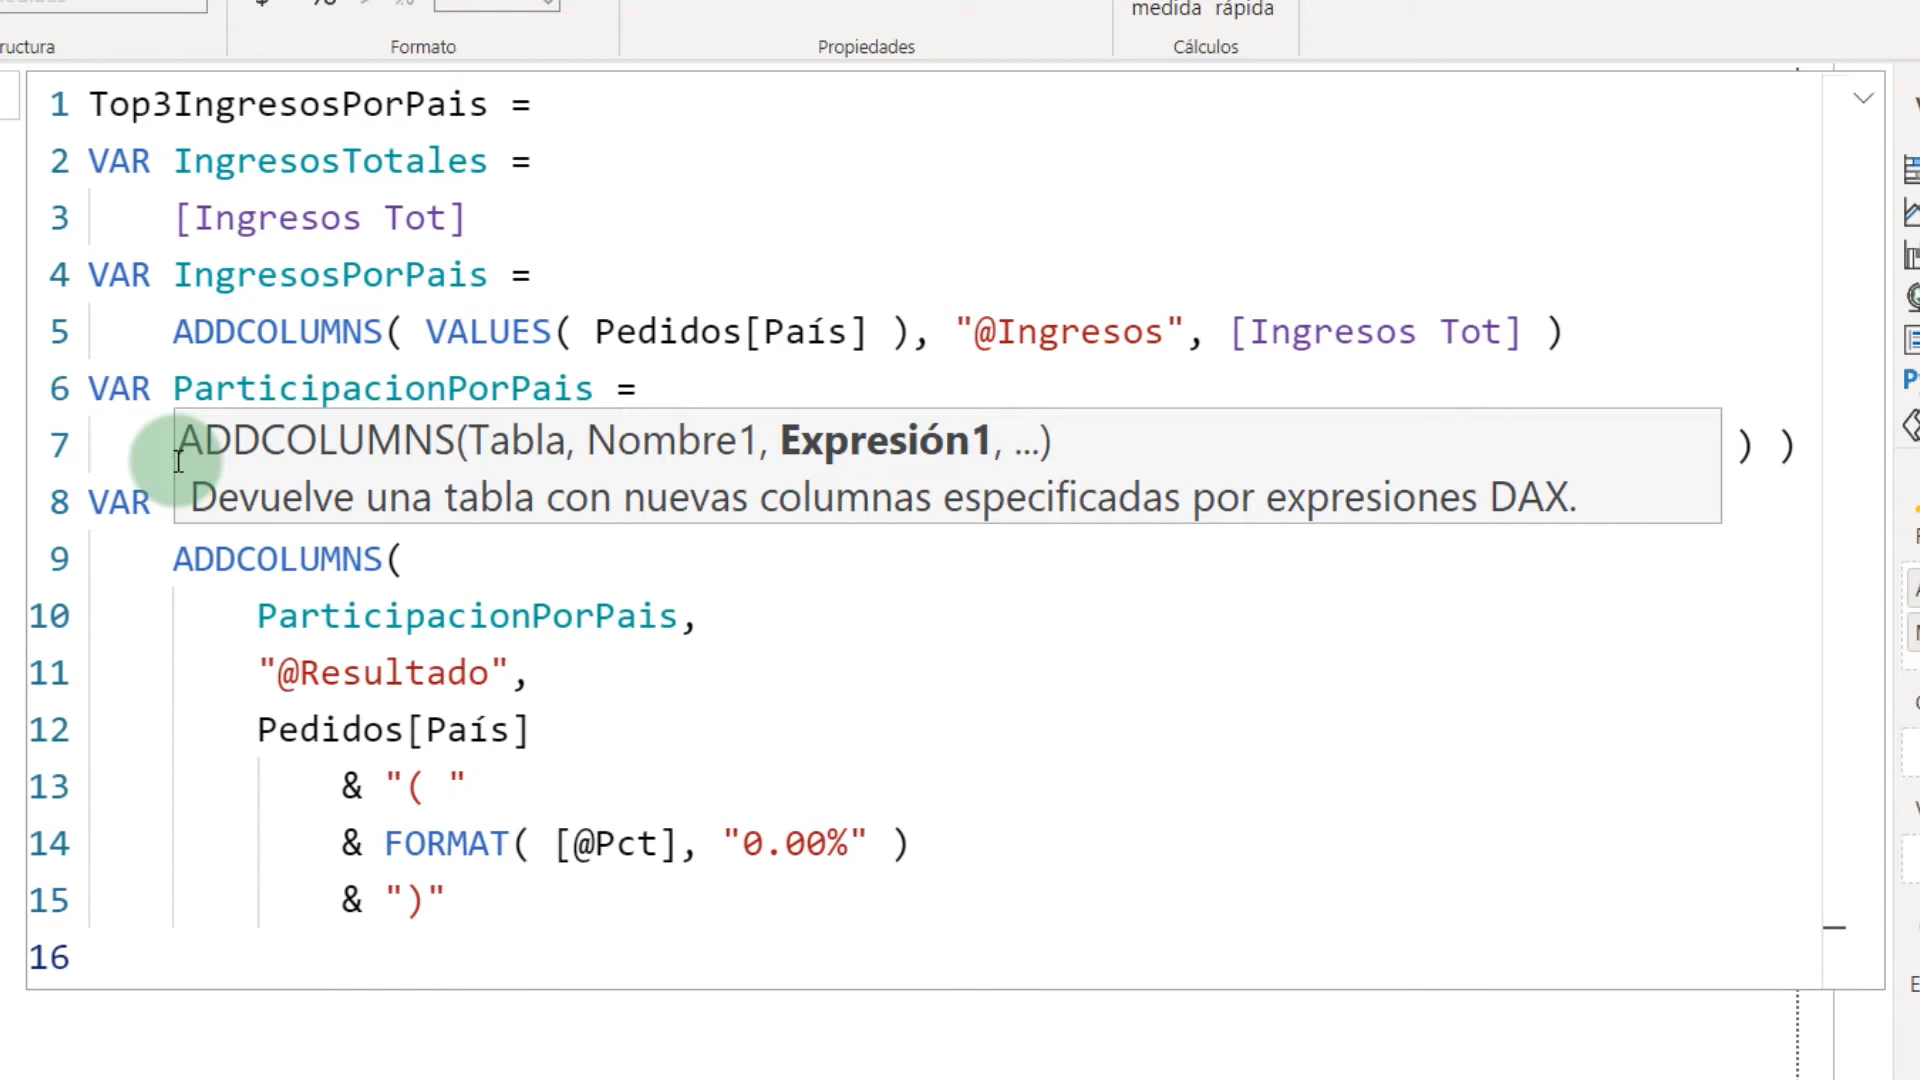 medida rápida
Formato
Propiedades
Cálculos
1 Top3IngresosPorPais =
2 VAR IngresosTotales =
3 [Ingresos Tot]
4 VAR IngresosPorPais =
5 ADDCOLUMNS( VALUES( Pedidos[País] ), "@Ingresos", [Ingresos Tot] )
6 VAR ParticipacionPorPais =
ADDCOLUMNS(Tabla, Nombre1, Expresión1, ...)
7 ) )
Devuelve una tabla con nuevas columnas especificadas por expresiones DAX.
8 VAR
9 ADDCOLUMNS(
10 ParticipacionPorPais,
11 "@Resultado",
12 Pedidos[País]
13 & "( "
14 & FORMAT( [@Pct], "0.00%" )
15 & ")"
16